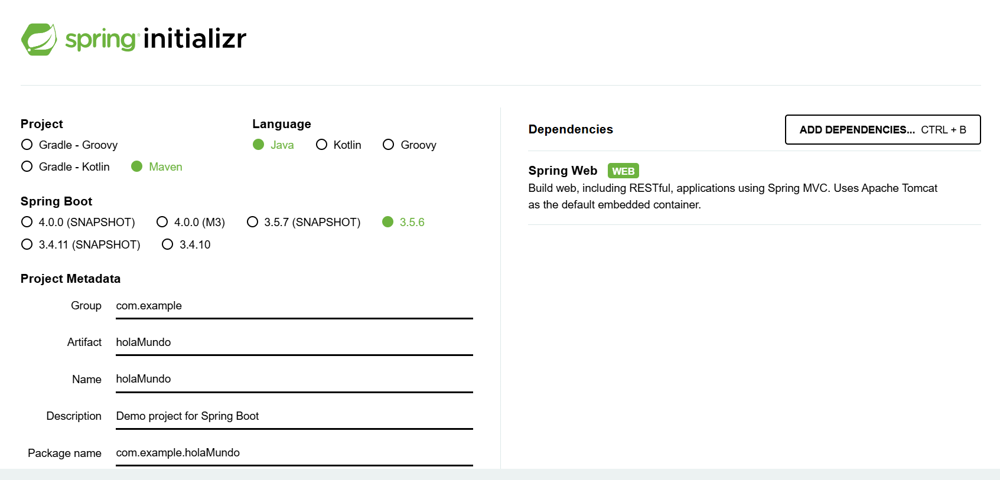 spring initializr
Project
Gradle - Groovy
Gradle - Kotlin Maven
Language
Java Kotlin Groovy
Spring Boot
4.0.0 (SNAPSHOT) 4.0.0 (M3) 3.5.7 (SNAPSHOT) 3.5.6
3.4.11 (SNAPSHOT) 3.4.10
Project Metadata
Group com.example
Artifact holaMundo
Name holaMundo
Description Demo project for Spring Boot
Package name com.example.holaMundo
Dependencies ADD DEPENDENCIES... CTRL + B
Spring Web WEB
Build web, including RESTful, applications using Spring MVC. Uses Apache Tomcat
as the default embedded container.